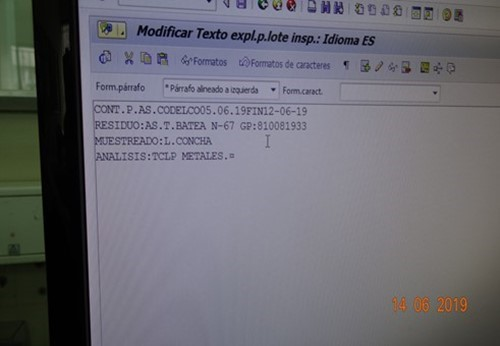 Modificar Texto expl.p.lote insp.: Idioma ES
Formatos
Formatos de caracteres
Form.párrafo
* Párrafo alineado a izquierda
Form.caract.
CONT.P.AS.CODELCO05.06.19FIN12-06-19
RESIDUO:AS.T.BATEA N-67 GP:810081933
MUESTREADO:L.CONCHA
ANALISIS:TCLP METALES.¤
14 06 2019